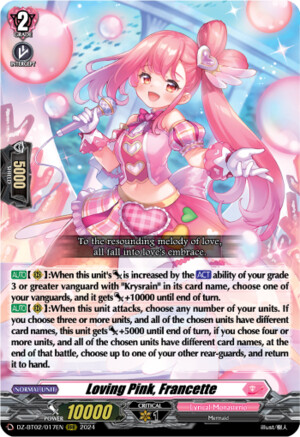 2
GRADE
INTERCEPT
5000
SHIELD
To the resounding melody of love,
all fall into love's embrace.
AUTO[R]:When this unit's is increased by the ACT ability of your grade
3 or greater vanguard with "Krysrain" in its card name, choose one of
your vanguards, and it gets +10000 until end of turn.
AUTO[R]:When this unit attacks, choose any number of your units. If
you choose three or more units, and all of the chosen units have different
card names, this unit gets +5000 until end of turn, if you chose four or
more units, and all of the chosen units have different card names, at the
end of that battle, choose up to one of your other rear-guards, and return
it to hand.
NORMAL UNIT
Loving Pink, Francette
POWER 10000
CRITICAL 1
Lyrical Monasterio
Mermaid
DZ-BT02/017EN RRR 2024